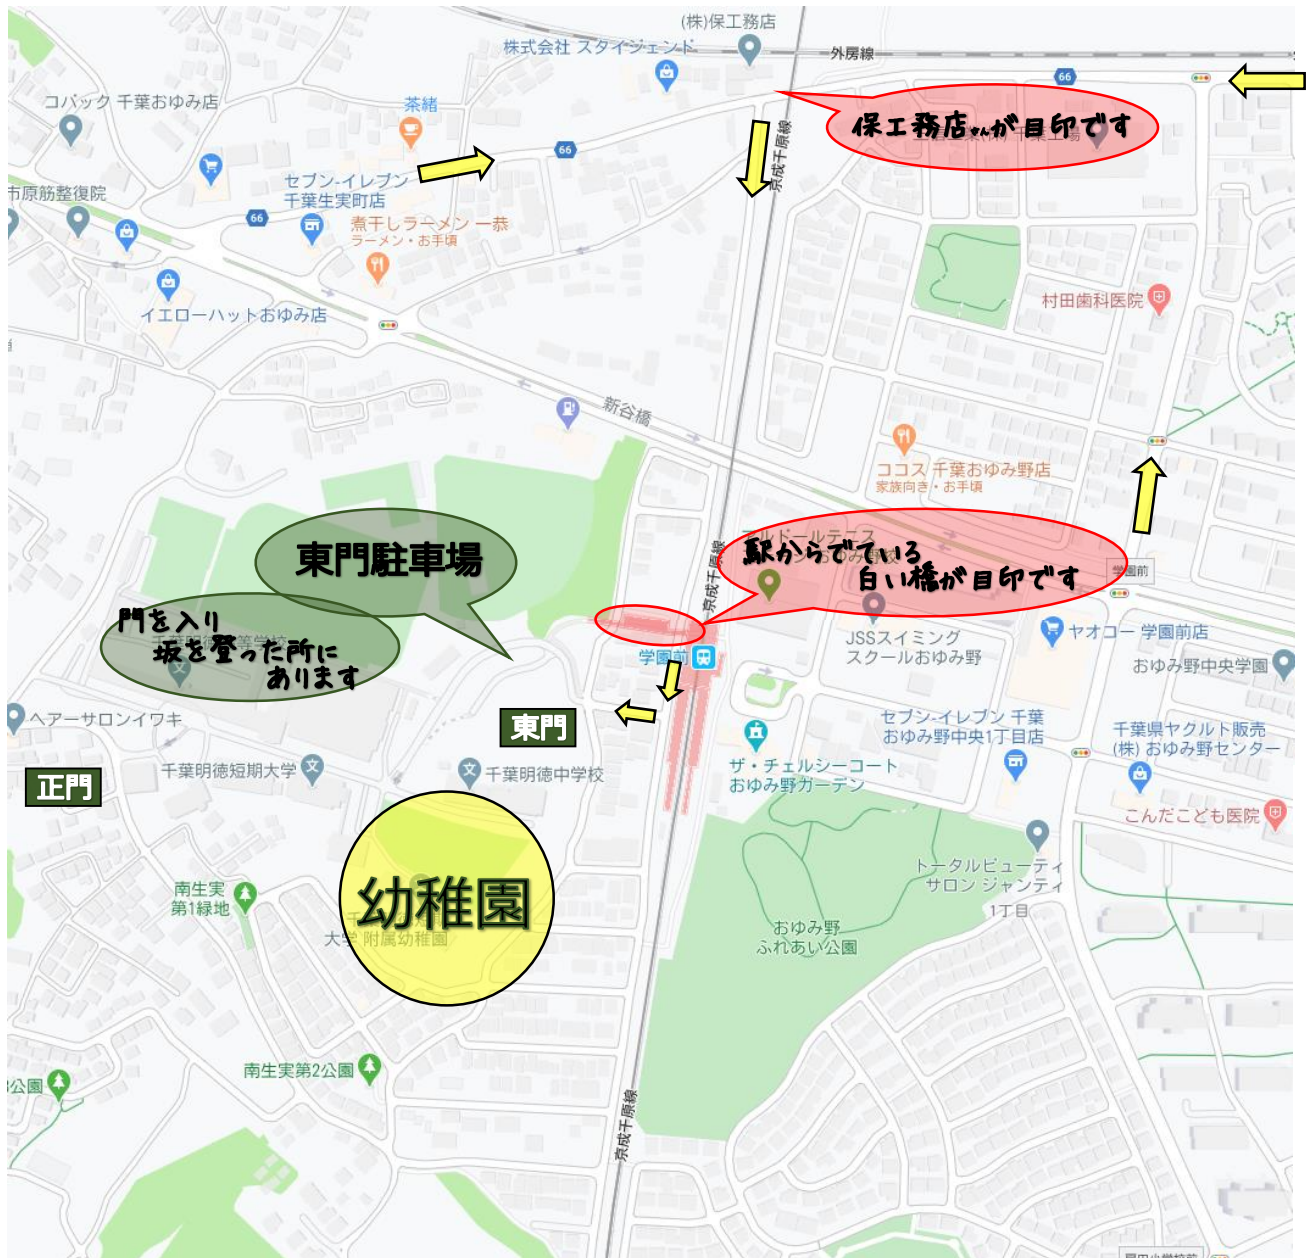 (株)保工務店
株式会社 スタイジェンド
外房線
66
コパック 千葉おゆみ店
茶緒
保工務店さんが目印です
66
京成千原線
市原筋整復院
セブン-イレブン
千葉生実町店
66
煮干しラーメン 一恭
ラーメン・お手頃
村田歯科医院
イエローハットおゆみ店
新谷橋
ココス 千葉おゆみ野店
家族向き・お手頃
東門駐車場
駅からでている
白い橋が目印です
京成千原線
学園前
門を入り
坂を登った所に
あります
学園前
JSSスイミング
スクールおゆみ野
ヤオコー 学園前店
おゆみ野中央学園
ヘアーサロンイワキ
東門
セブン-イレブン 千葉
おゆみ野中央1丁目店
千葉県ヤクルト販売
(株) おゆみ野センター
正門
千葉明徳短期大学
千葉明徳中学校
ザ・チェルシーコート
おゆみ野ガーデン
こんだこども医院
トータルビューティ
サロン ジャンティ
1丁目
南生実
第1緑地
幼稚園
大学 附属幼稚園
おゆみ野
ふれあい公園
南生実第2公園
公園
京成千原線